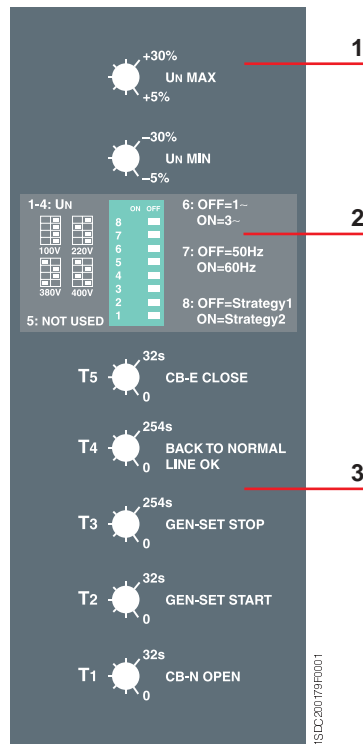 1
+30%
UN MAX
+5%
−30%
UN MIN
−5%
2
1-4: UN
100V 220V
380V 400V
5: NOT USED
ON OFF
8
7
6
5
4
3
2
1
6: OFF=1~
ON=3~
7: OFF=50Hz
ON=60Hz
8: OFF=Strategy1
ON=Strategy2
32s
T5 CB-E CLOSE
0
254s
T4 BACK TO NORMAL
LINE OK
0
3
254s
T3 GEN-SET STOP
0
32s
T2 GEN-SET START
0
32s
T1 CB-N OPEN
0
1SDC200179F0001